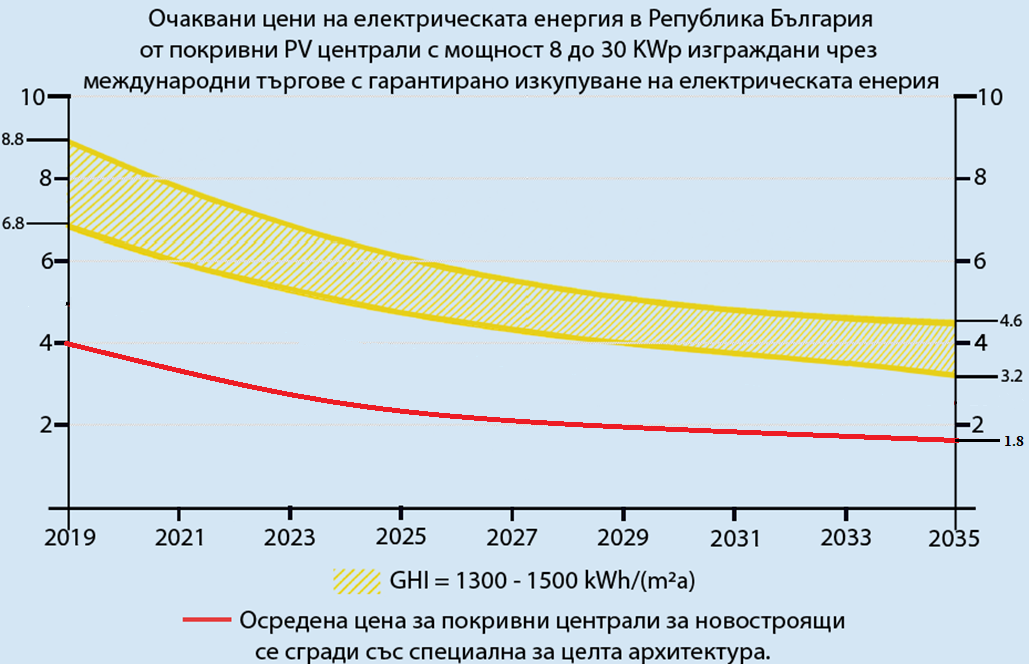 Очаквани цени на електрическата енергия в Република България
от покривни PV централи с мощност 8 до 30 KWp изграждани чрез
международни търгове с гарантирано изкупуване на електрическата енерия
10 10
8.8
8 8
6.8
6 6
4.6
4 4
3.2
2 2
1.8
2019 2021 2023 2025 2027 2029 2031 2033 2035
GHI = 1300 - 1500 kWh/(m²a)
Осредена цена за покривни централи за новостроящи
се сгради със специална за целта архитектура.